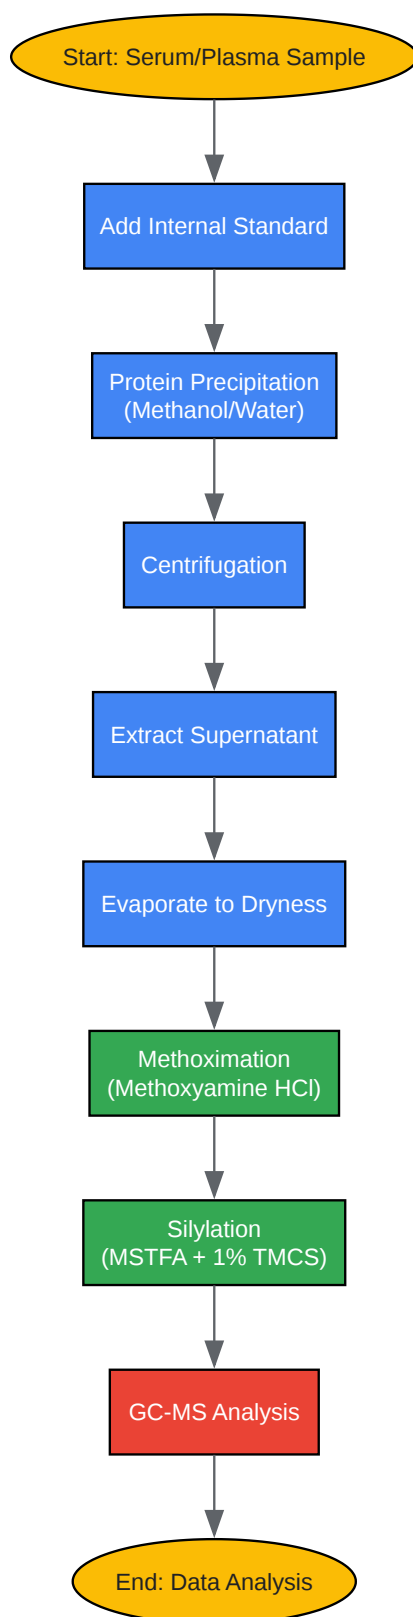 Start: Serum/Plasma Sample
Add Internal Standard
Protein Precipitation
(Methanol/Water)
Centrifugation
Extract Supernatant
Evaporate to Dryness
Methoximation
(Methoxyamine HCl)
Silylation
(MSTFA + 1% TMCS)
GC-MS Analysis
End: Data Analysis